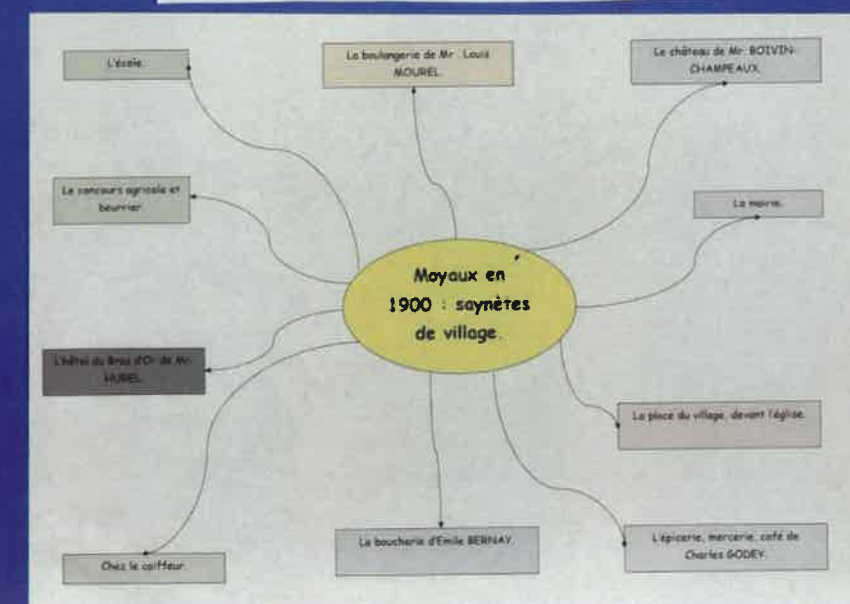 L'école.
La boulangerie de Mr. Louis
MOUREL.
Le château de Mr. BOIVIN-
CHAMPEAUX.
Le concours agricole et
beurrier.
La mairie.
Moyaux en
1900 : saynètes
de village.
L'hôtel du Bras d'Or de Mr.
HUREL.
La place du village, devant l'église.
Chez le coiffeur.
La boucherie d'Emile BERNAY.
L'épicerie, mercerie, café de
Charles GODEY.